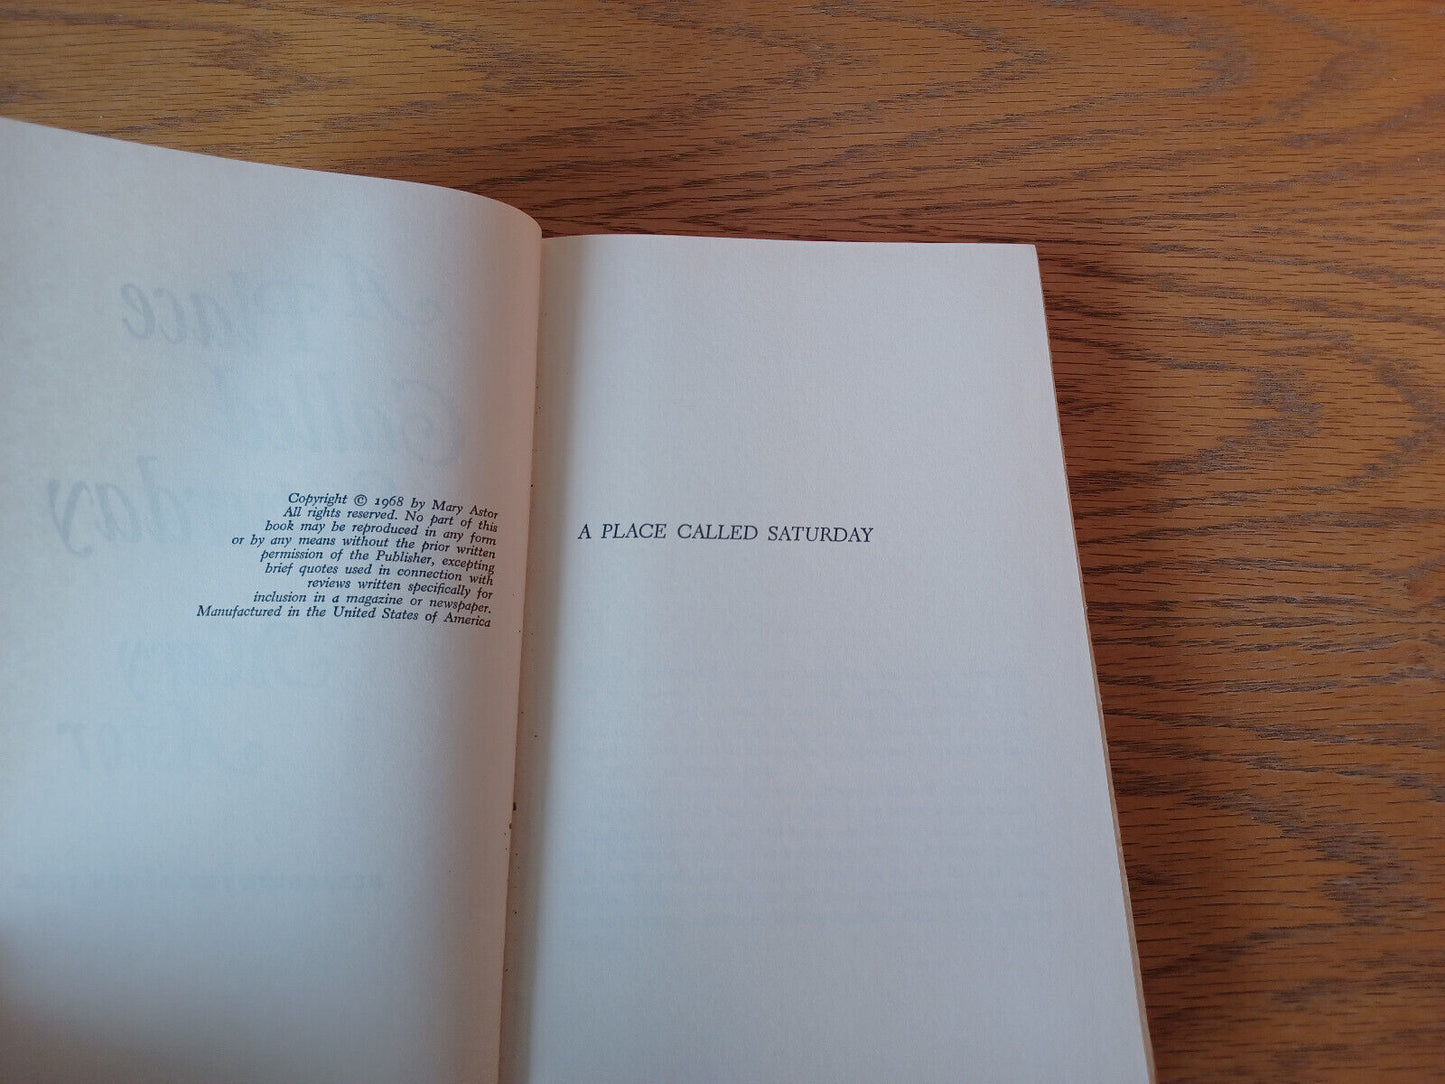 Copyright © 1968 by Mary Astor
All rights reserved. No part of this
book may be reproduced in any form
or by any means without the prior written
permission of the Publisher, excepting
brief quotes used in connection with
reviews written specifically for
inclusion in a magazine or newspaper.
Manufactured in the United States of America
A PLACE CALLED SATURDAY